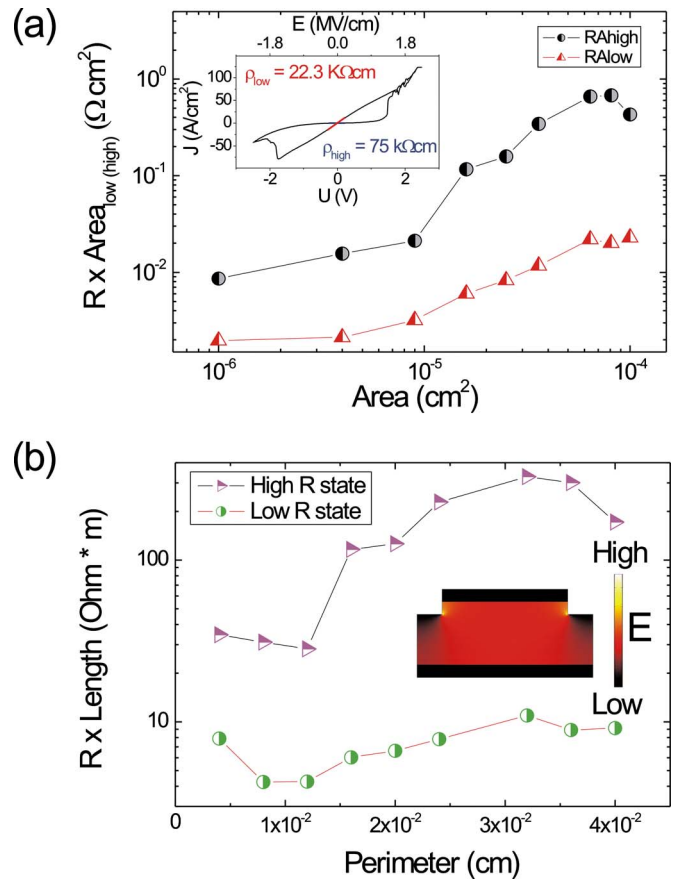 (a)
E (MV/cm)
-1.8 0.0 1.8
RAhigh
RAlow
ρlow = 22.3 KΩcm
ρhigh = 75 kΩcm
100
50
0
-50
J (A/cm²)
-2 0 2
U (V)
10⁰
10⁻¹
10⁻²
R x Area low (high) (Ω cm²)
10⁻⁶ 10⁻⁵ 10⁻⁴
Area (cm²)
(b)
High R state
Low R state
100
10
R x Length (Ohm * m)
High
E
Low
0 1x10⁻² 2x10⁻² 3x10⁻² 4x10⁻²
Perimeter (cm)